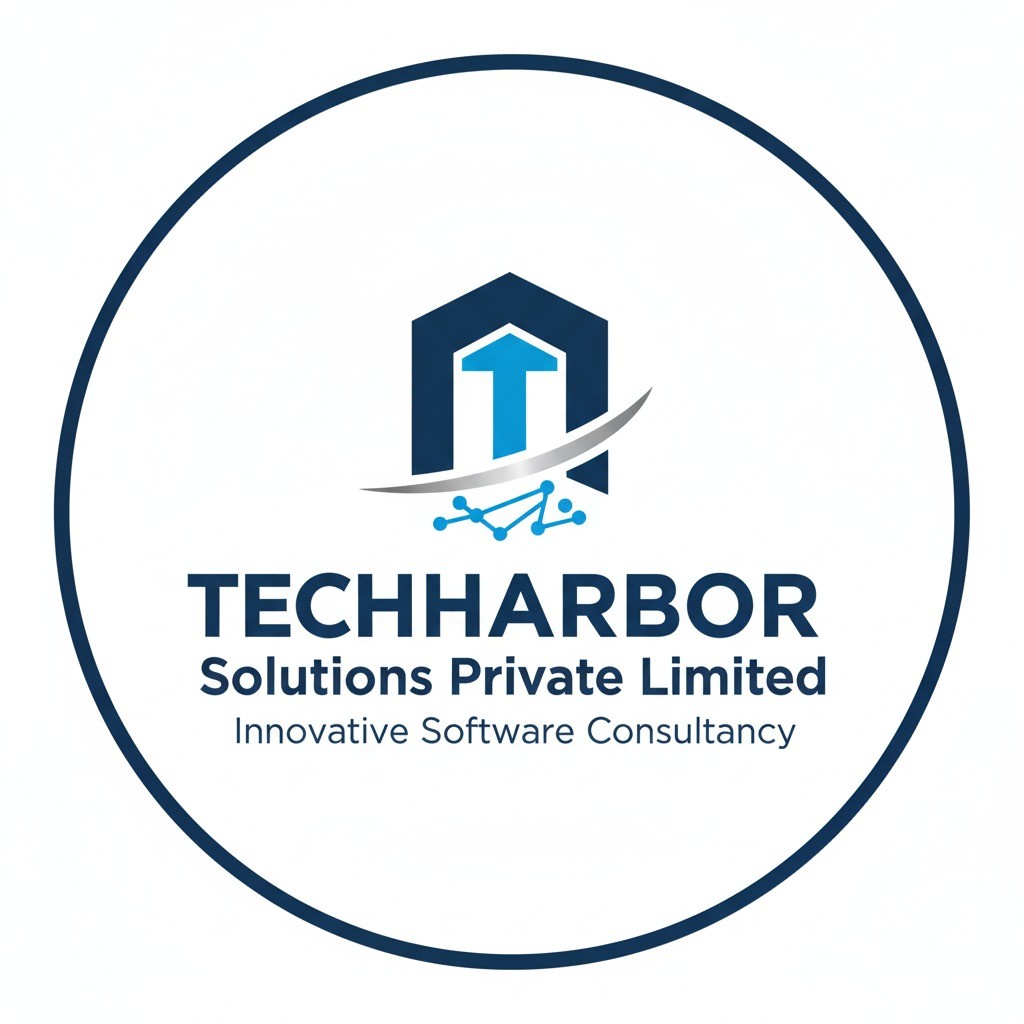 TECHHARBOR
Solutions Private Limited
Innovative Software Consultancy